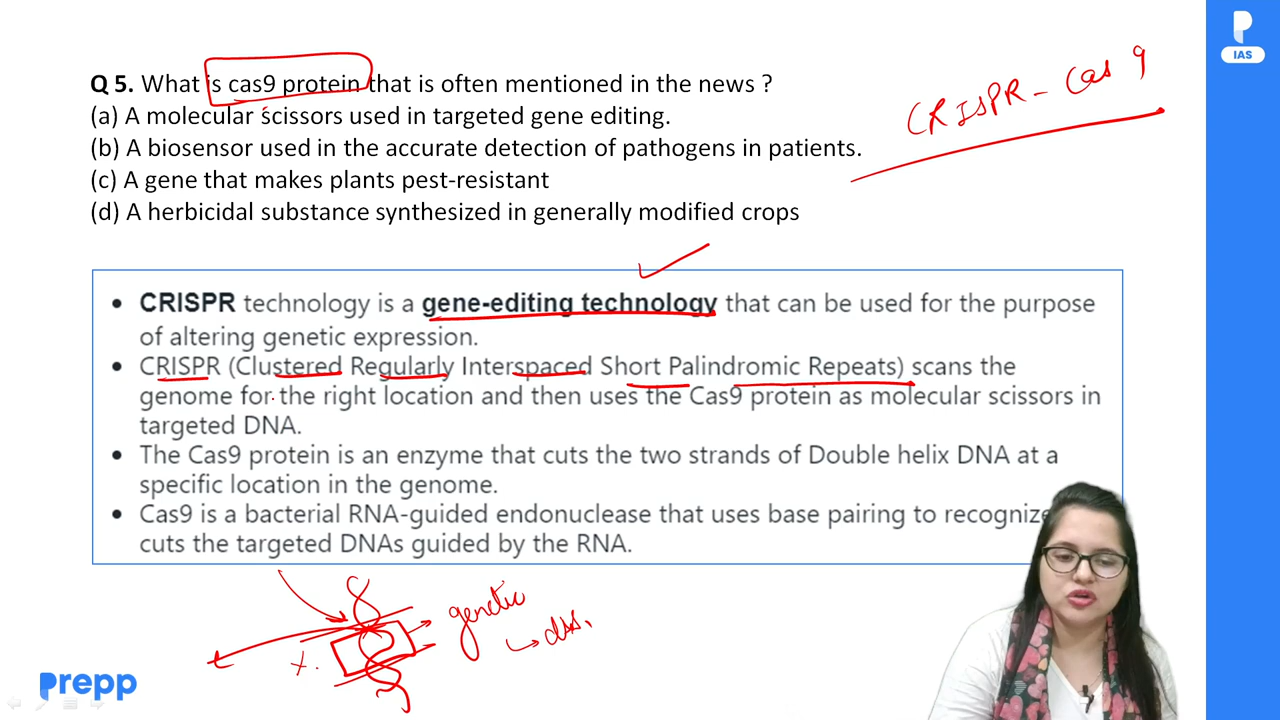 P
IAS
Q 5. What is cas9 protein that is often mentioned in the news ?
CRISPR - Cas 9
(a) A molecular scissors used in targeted gene editing.
(b) A biosensor used in the accurate detection of pathogens in patients.
(c) A gene that makes plants pest-resistant
(d) A herbicidal substance synthesized in generally modified crops
• CRISPR technology is a gene-editing technology that can be used for the purpose
of altering genetic expression.
• CRISPR (Clustered Regularly Interspaced Short Palindromic Repeats) scans the
genome for the right location and then uses the Cas9 protein as molecular scissors in
targeted DNA.
• The Cas9 protein is an enzyme that cuts the two strands of Double helix DNA at a
specific location in the genome.
• Cas9 is a bacterial RNA-guided endonuclease that uses base pairing to recognize
cuts the targeted DNAs guided by the RNA.
genetic
x.
prepp